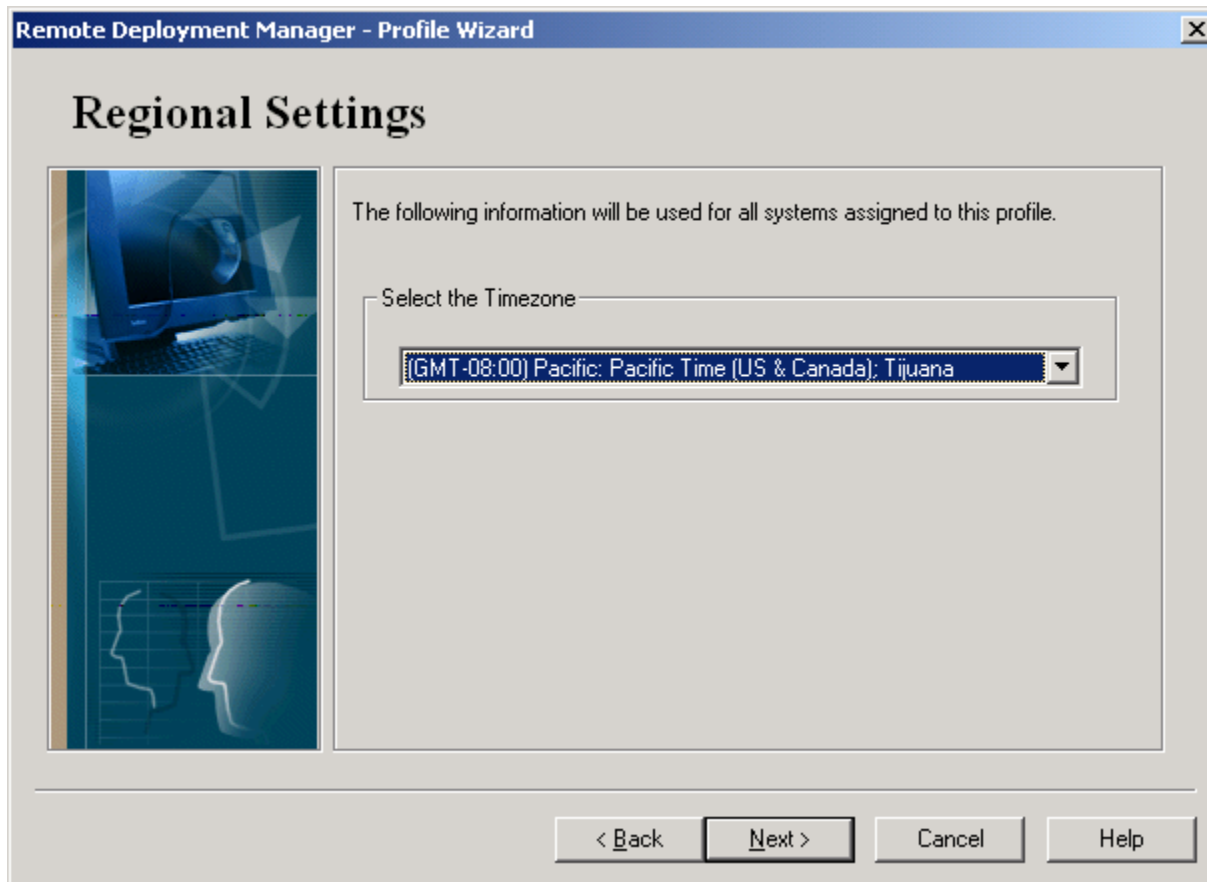 Remote Deployment Manager - Profile Wizard
Regional Settings
The following information will be used for all systems assigned to this profile.
Select the Timezone
(GMT-08:00) Pacific: Pacific Time (US & Canada); Tijuana
< Back
Next >
Cancel
Help